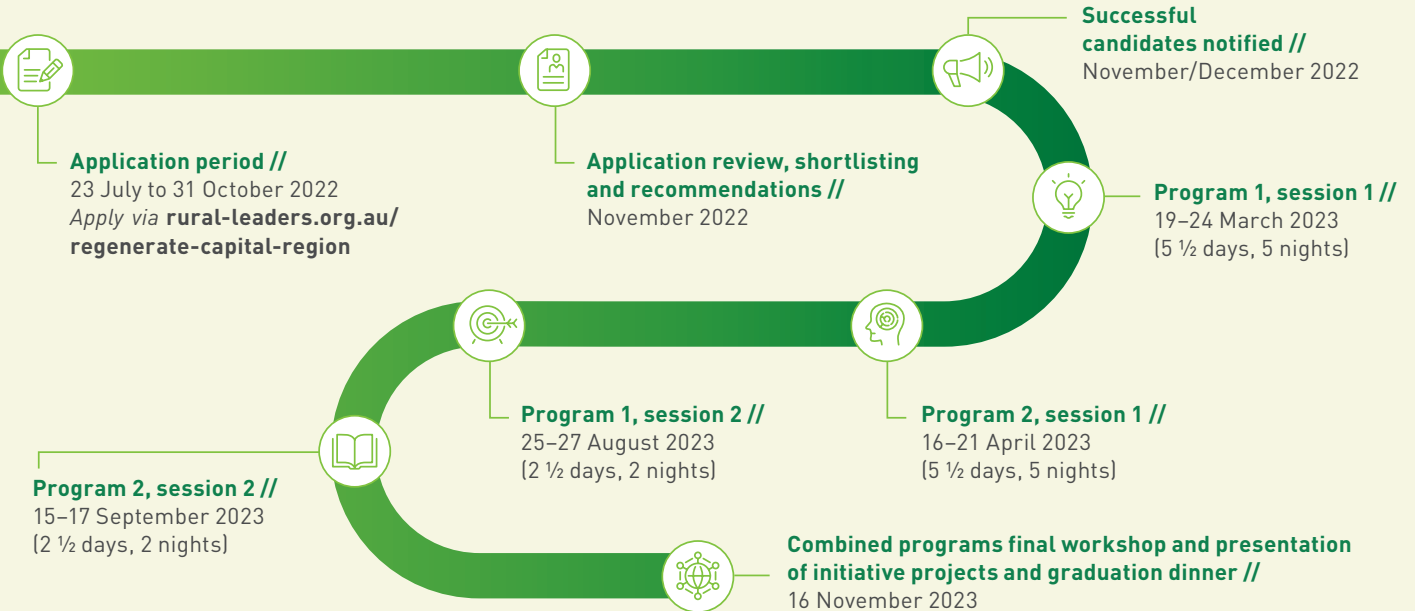 Successful
candidates notified //
November/December 2022
Application period //
23 July to 31 October 2022
Apply via rural-leaders.org.au/
regenerate-capital-region
Application review, shortlisting
and recommendations //
November 2022
Program 1, session 1 //
19–24 March 2023
(5 ½ days, 5 nights)
Program 2, session 1 //
16–21 April 2023
(5 ½ days, 5 nights)
Program 1, session 2 //
25–27 August 2023
(2 ½ days, 2 nights)
Program 2, session 2 //
15–17 September 2023
(2 ½ days, 2 nights)
Combined programs final workshop and presentation
of initiative projects and graduation dinner //
16 November 2023